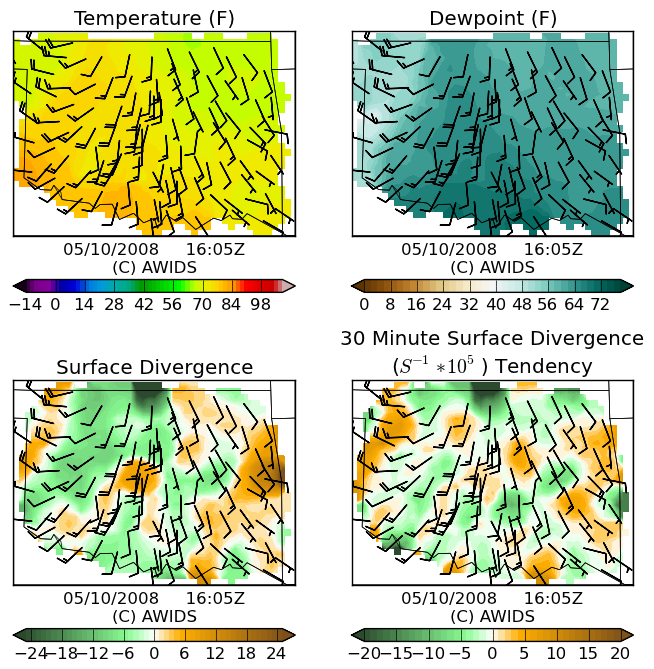 Temperature (F)
Dewpoint (F)
05/10/2008 16:05Z
(C) AWIDS
05/10/2008 16:05Z
(C) AWIDS
−14 0 14 28 42 56 70 84 98
0 8 16 24 32 40 48 56 64 72
Surface Divergence
30 Minute Surface Divergence
(S^{-1} *10^5 ) Tendency
05/10/2008 16:05Z
(C) AWIDS
05/10/2008 16:05Z
(C) AWIDS
−24 −18 −12 −6 0 6 12 18 24
−20 −15 −10 −5 0 5 10 15 20